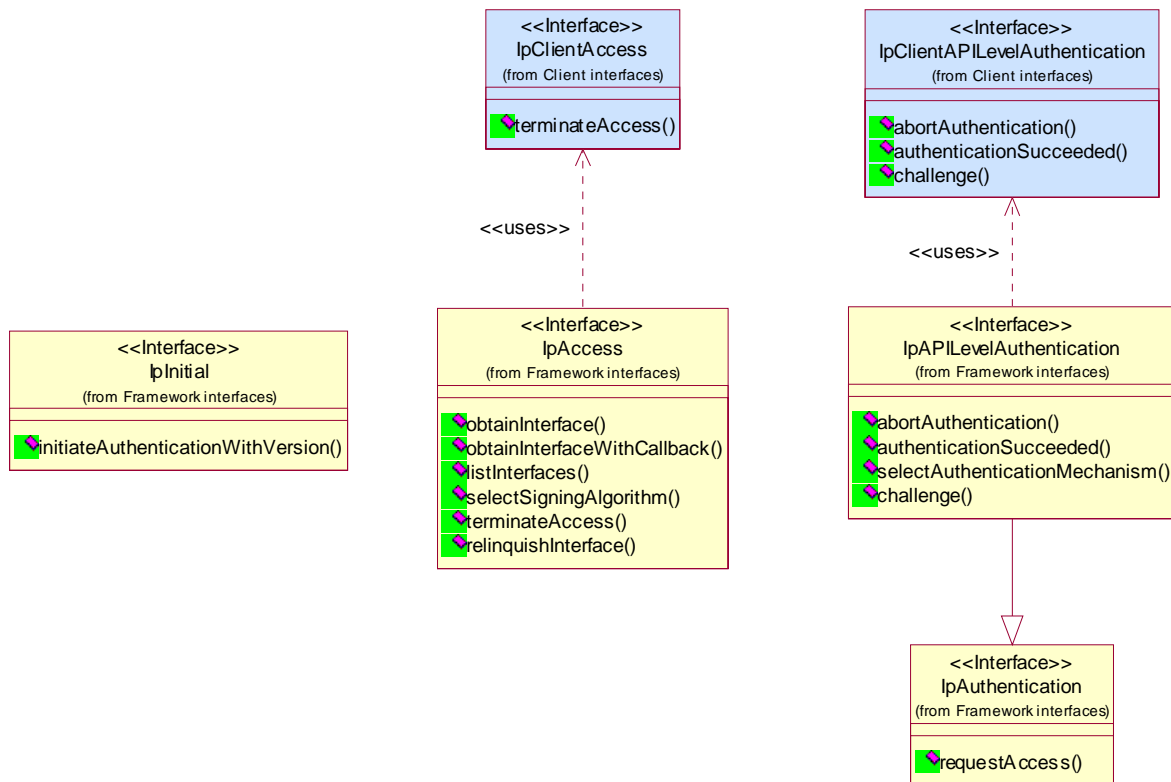 <<Interface>>
IpClientAccess
(from Client interfaces)
terminateAccess()
<<Interface>>
IpClientAPILevelAuthentication
(from Client interfaces)
abortAuthentication()
authenticationSucceeded()
challenge()
<<uses>>
<<uses>>
<<Interface>>
IpInitial
(from Framework interfaces)
initiateAuthenticationWithVersion()
<<Interface>>
IpAccess
(from Framework interfaces)
obtainInterface()
obtainInterfaceWithCallback()
listInterfaces()
selectSigningAlgorithm()
terminateAccess()
relinquishInterface()
<<Interface>>
IpAPILevelAuthentication
(from Framework interfaces)
abortAuthentication()
authenticationSucceeded()
selectAuthenticationMechanism()
challenge()
<<Interface>>
IpAuthentication
(from Framework interfaces)
requestAccess()